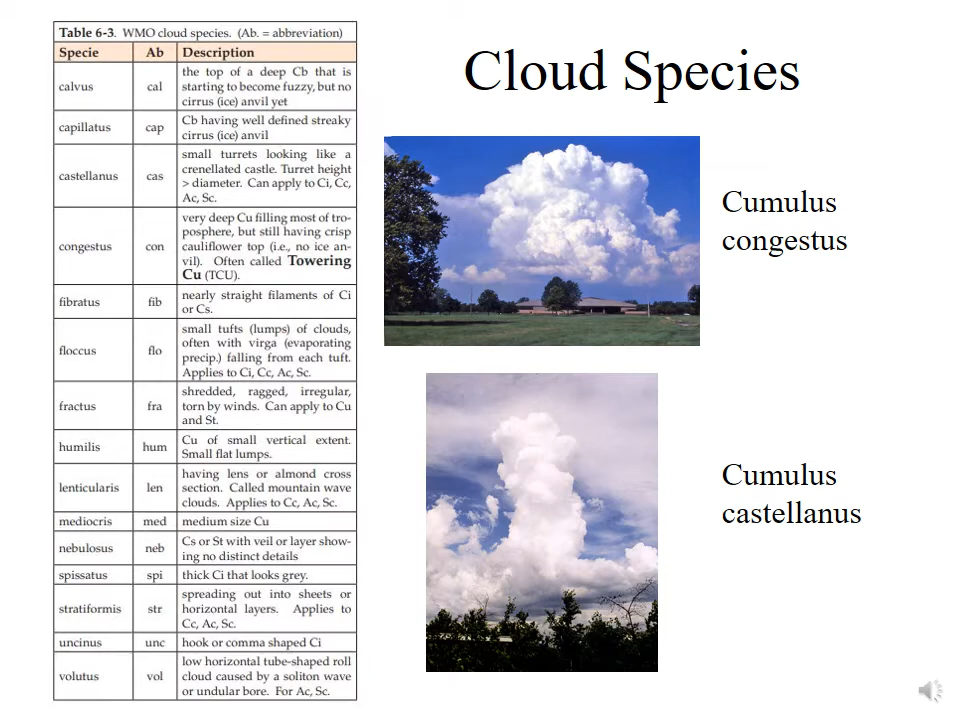 Table 6-3. WMO cloud species. (Ab. = abbreviation)
Specie Ab Description
calvus cal the top of a deep Cb that is
starting to become fuzzy, but no
cirrus (ice) anvil yet
capillatus cap Cb having well defined streaky
cirrus (ice) anvil
castellanus cas small turrets looking like a
crenellated castle. Turret height
> diameter. Can apply to Ci, Cc,
Ac, Sc.
congestus con very deep Cu filling most of tro-
posphere, but still having crisp
cauliflower top (i.e., no ice an-
vil). Often called Towering
Cu (TCU).
fibratus fib nearly straight filaments of Ci
or Cs.
floccus flo small tufts (lumps) of clouds,
often with virga (evaporating
precip.) falling from each tuft.
Applies to Ci, Cc, Ac, Sc.
fractus fra shredded, ragged, irregular,
torn by winds. Can apply to Cu
and St.
humilis hum Cu of small vertical extent.
Small flat lumps.
lenticularis len having lens or almond cross
section. Called mountain wave
clouds. Applies to Cc, Ac, Sc.
mediocris med medium size Cu
nebulosus neb Cs or St with veil or layer show-
ing no distinct details
spissatus spi thick Ci that looks grey.
stratiformis str spreading out into sheets or
horizontal layers. Applies to
Cc, Ac, Sc.
uncinus unc hook or comma shaped Ci
volutus vol low horizontal tube-shaped roll
cloud caused by a soliton wave
or undular bore. For Ac, Sc.
Cloud Species
Cumulus
congestus
Cumulus
castellanus